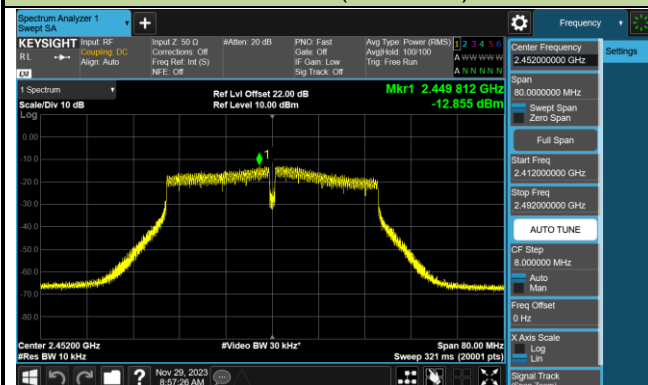 Spectrum Analyzer 1
Swept SA
Frequency
KEYSIGHT
RL
Input: RF
Coupling: DC
Align: Auto
Input Z: 50 Ω
Corrections: Off
Freq Ref: Int (S)
NFE: Off
#Atten: 20 dB
PNO: Fast
Gate: Off
IF Gain: Low
Sig Track: Off
Avg Type: Power (RMS)
Avg|Hold: 100/100
Trig: Free Run
1 2 3 4 5 6
A W W W W W
A N N N N N
1 Spectrum
Scale/Div 10 dB
Log
Ref Lvl Offset 22.00 dB
Ref Level 10.00 dBm
Mkr1 2.449 812 GHz
-12.855 dBm
1
0.00
-10.0
-20.0
-30.0
-40.0
-50.0
-60.0
-70.0
-80.0
Center 2.45200 GHz
#Res BW 10 kHz
#Video BW 30 kHz*
Span 80.00 MHz
Sweep 321 ms (20001 pts)
Nov 29, 2023
8:57:26 AM
Center Frequency
2.452000000 GHz
Settings
Span
80.0000000 MHz
Swept Span
Zero Span
Full Span
Start Freq
2.412000000 GHz
Stop Freq
2.492000000 GHz
AUTO TUNE
CF Step
8.000000 MHz
Auto
Man
Freq Offset
0 Hz
X Axis Scale
Log
Lin
Signal Track